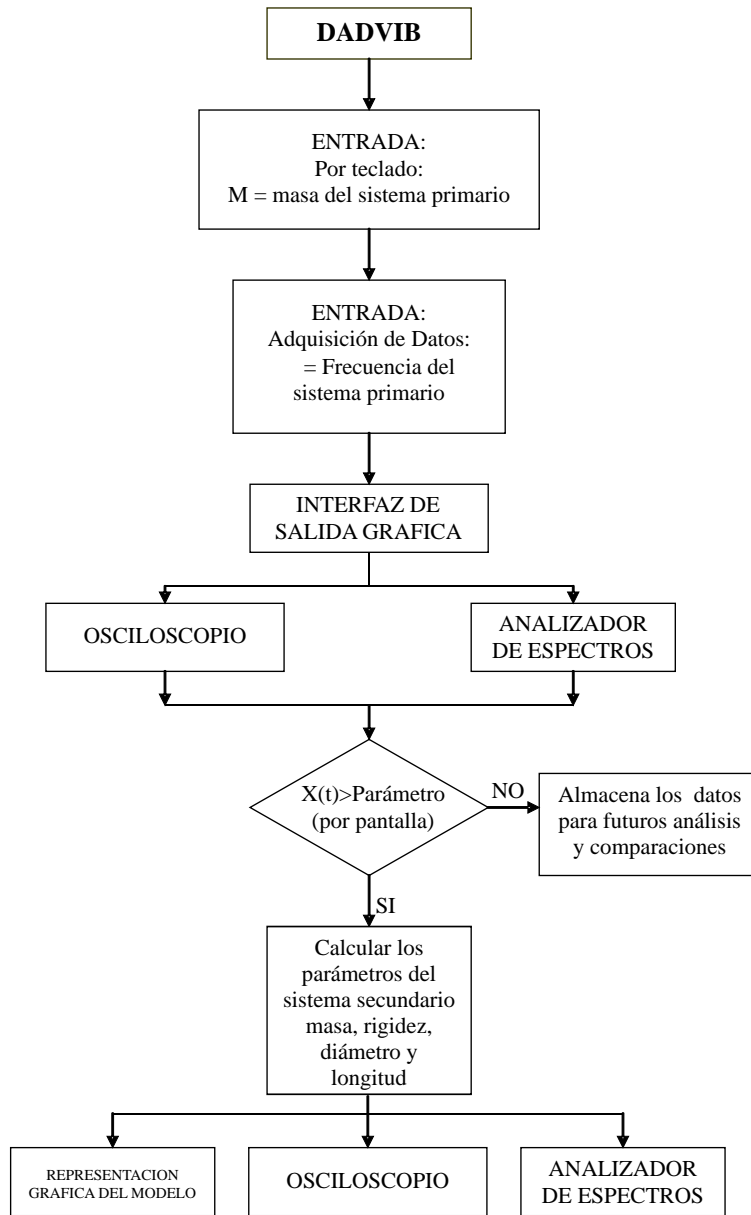 DADVIB
ENTRADA:
Por teclado:
M = masa del sistema primario
ENTRADA:
Adquisición de Datos:
= Frecuencia del
sistema primario
INTERFAZ DE
SALIDA GRAFICA
OSCILOSCOPIO
ANALIZADOR
DE ESPECTROS
X(t)>Parámetro
(por pantalla)
NO
Almacena los datos
para futuros análisis
y comparaciones
SI
Calcular los
parámetros del
sistema secundario
masa, rigidez,
diámetro y
longitud
REPRESENTACION
GRAFICA DEL MODELO
OSCILOSCOPIO
ANALIZADOR
DE ESPECTROS